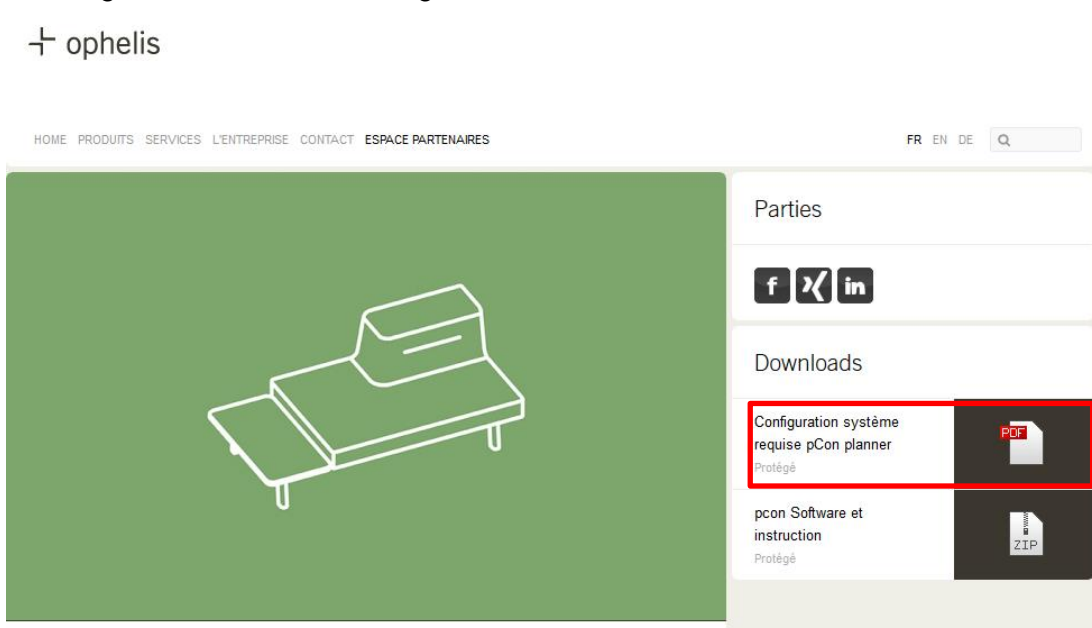 ophelis
HOME PRODUITS SERVICES L'ENTREPRISE CONTACT ESPACE PARTENAIRES
FR EN DE
Parties
f X in
Downloads
Configuration système
requise pCon planner
Protégé
PDF
pcon Software et
instruction
Protégé
ZIP